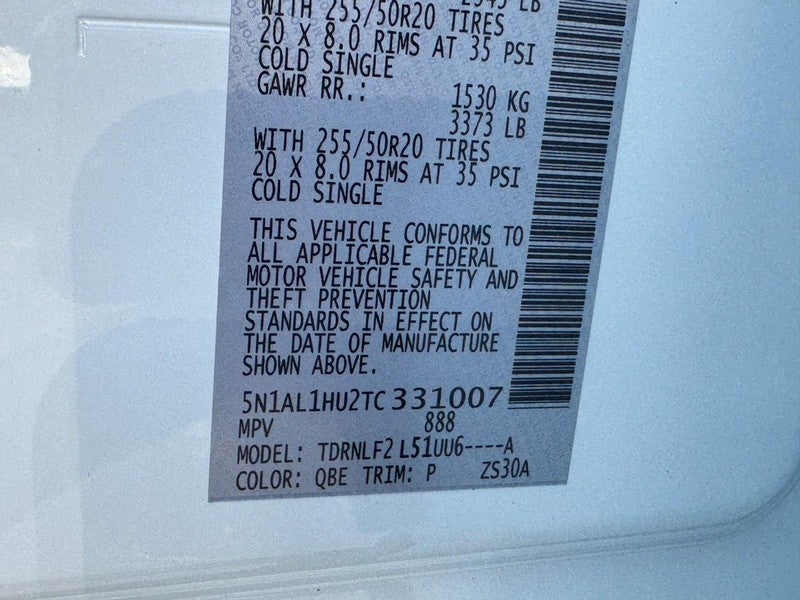 WITH 255/50R20 TIRES
20 X 8.0 RIMS AT 35 PSI
COLD SINGLE
GAWR RR.: 1530 KG
3373 LB
WITH 255/50R20 TIRES
20 X 8.0 RIMS AT 35 PSI
COLD SINGLE
THIS VEHICLE CONFORMS TO
ALL APPLICABLE FEDERAL
MOTOR VEHICLE SAFETY AND
THEFT PREVENTION
STANDARDS IN EFFECT ON
THE DATE OF MANUFACTURE
SHOWN ABOVE.
5N1AL1HU2TC331007
MPV 888
MODEL: TDRNLF2 L51UU6----A
COLOR: QBE TRIM: P ZS30A